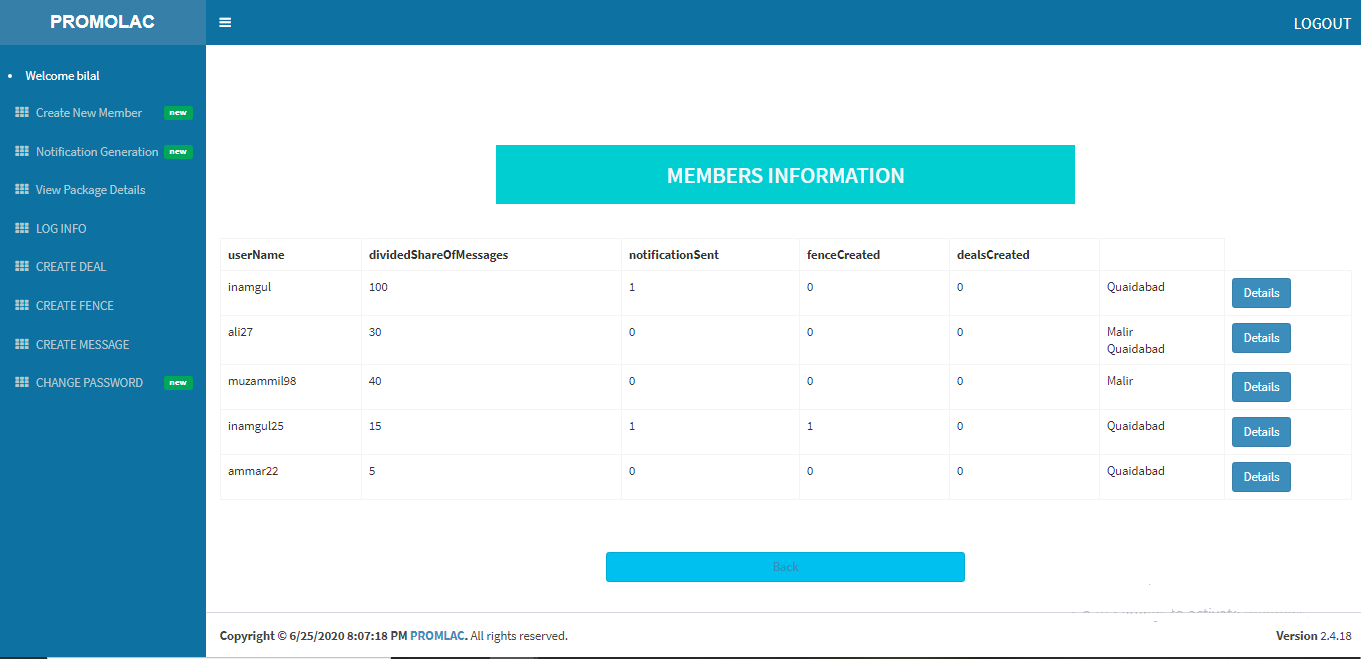 PROMOLAC
LOGOUT
Welcome bilal
Create New Member new
Notification Generation new
View Package Details
LOG INFO
CREATE DEAL
CREATE FENCE
CREATE MESSAGE
CHANGE PASSWORD new
MEMBERS INFORMATION
userName dividedShareOfMessages notificationSent fenceCreated dealsCreated
inamgul 100 1 0 0 Quaidabad Details
ali27 30 0 0 0 Malir Details
Quaidabad
muzammil98 40 0 0 0 Malir Details
inamgul25 15 1 1 0 Quaidabad Details
ammar22 5 0 0 0 Quaidabad Details
Back
Copyright © 6/25/2020 8:07:18 PM PROMLAC. All rights reserved. Version 2.4.18